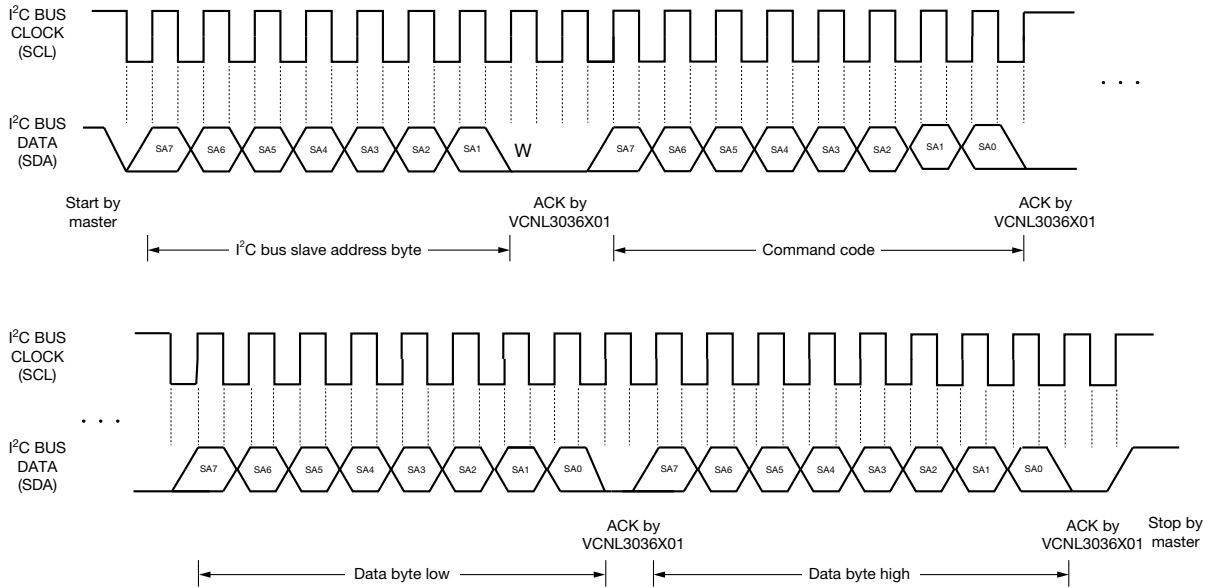 I²C BUS
CLOCK
(SCL)
. . .
I²C BUS
DATA
(SDA)
SA7 SA6 SA5 SA4 SA3 SA2 SA1 W SA7 SA6 SA5 SA4 SA3 SA2 SA1 SA0
Start by
master
ACK by
VCNL3036X01
ACK by
VCNL3036X01
I²C bus slave address byte
Command code
I²C BUS
CLOCK
(SCL)
. . .
I²C BUS
DATA
(SDA)
SA7 SA6 SA5 SA4 SA3 SA2 SA1 SA0 SA7 SA6 SA5 SA4 SA3 SA2 SA1 SA0
ACK by
VCNL3036X01
ACK by
VCNL3036X01
Stop by
master
Data byte low
Data byte high